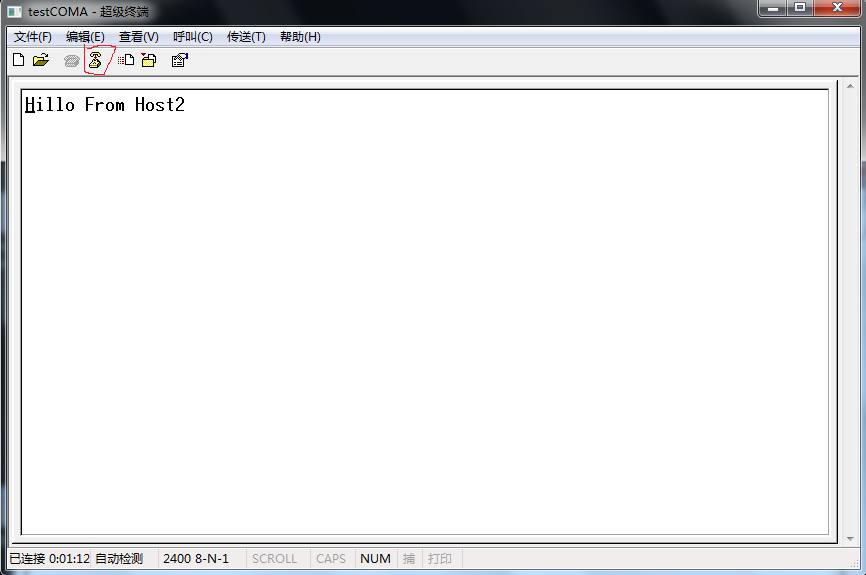 testCOMA - 超级终端
文件(F) 编辑(E) 查看(V) 呼叫(C) 传送(T) 帮助(H)
Hillo From Host2
已连接 0:01:12 自动检测 2400 8-N-1 SCROLL CAPS NUM 捕 打印